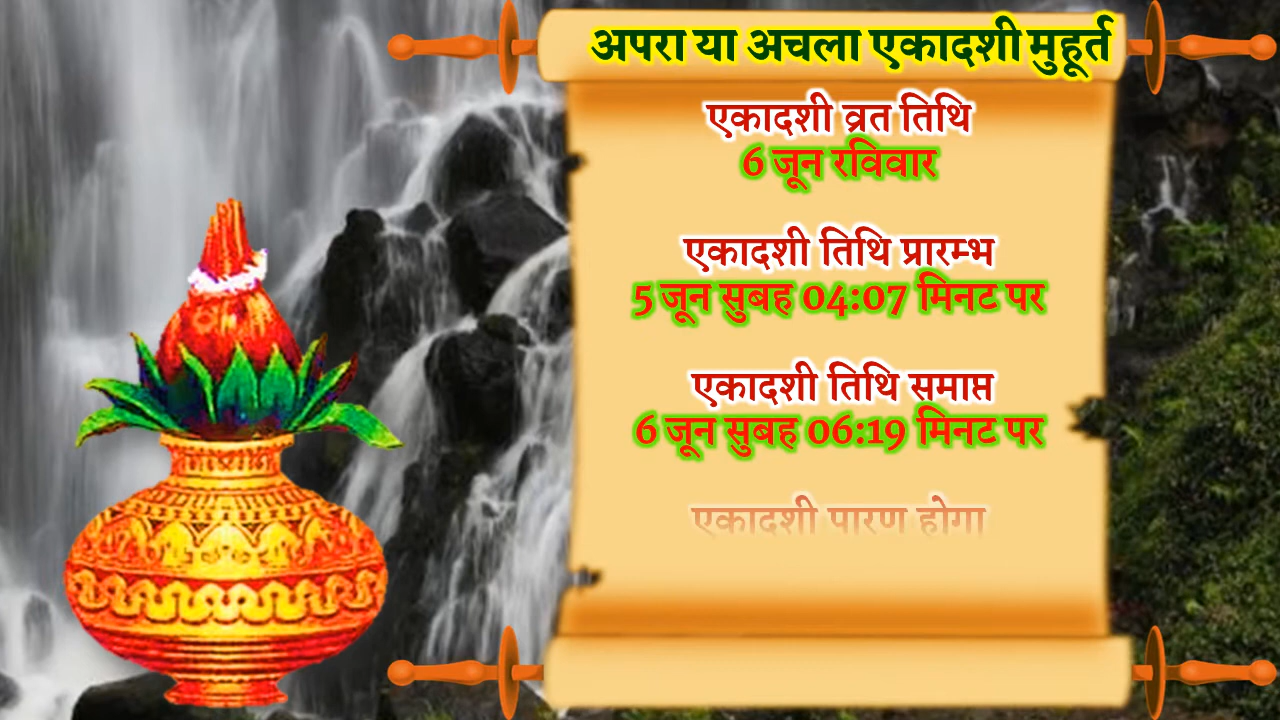 अपरा या अचला एकादशी मुहूर्त
एकादशी व्रत तिथि
6 जून रविवार
एकादशी तिथि प्रारम्भ
5 जून सुबह 04:07 मिनट पर
एकादशी तिथि समाप्त
6 जून सुबह 06:19 मिनट पर
एकादशी पारण होगा